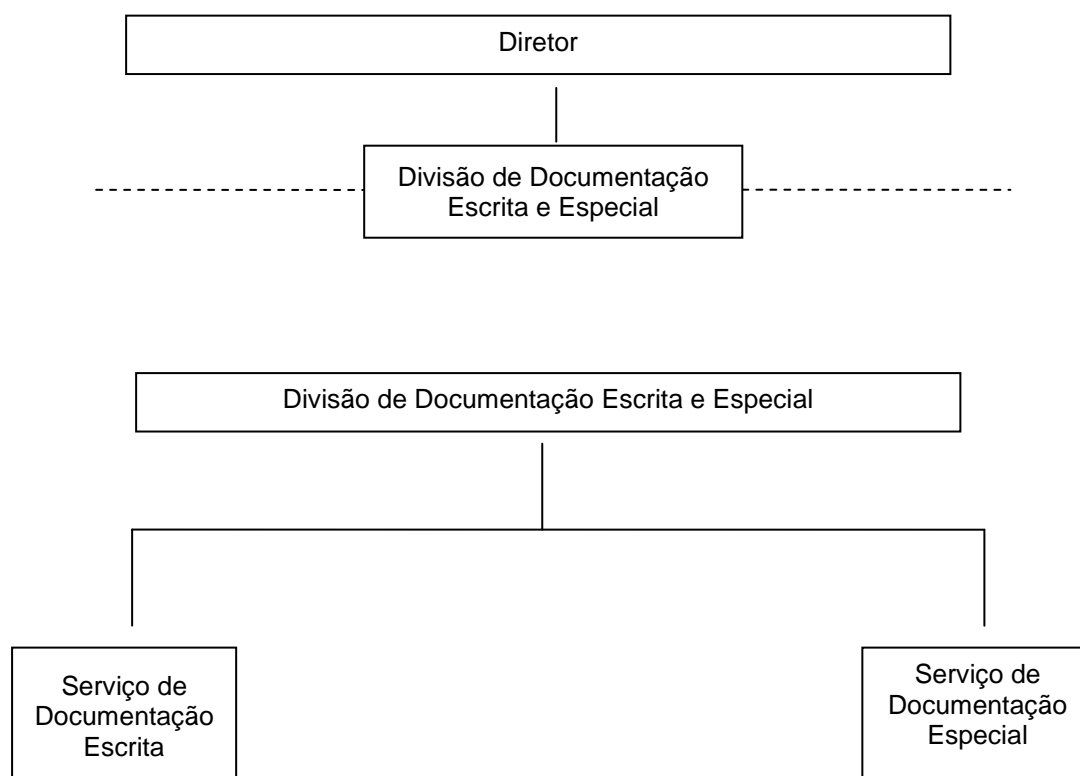 Diretor
Divisão de Documentação
Escrita e Especial
Divisão de Documentação Escrita e Especial
Serviço de
Documentação
Escrita
Serviço de
Documentação
Especial